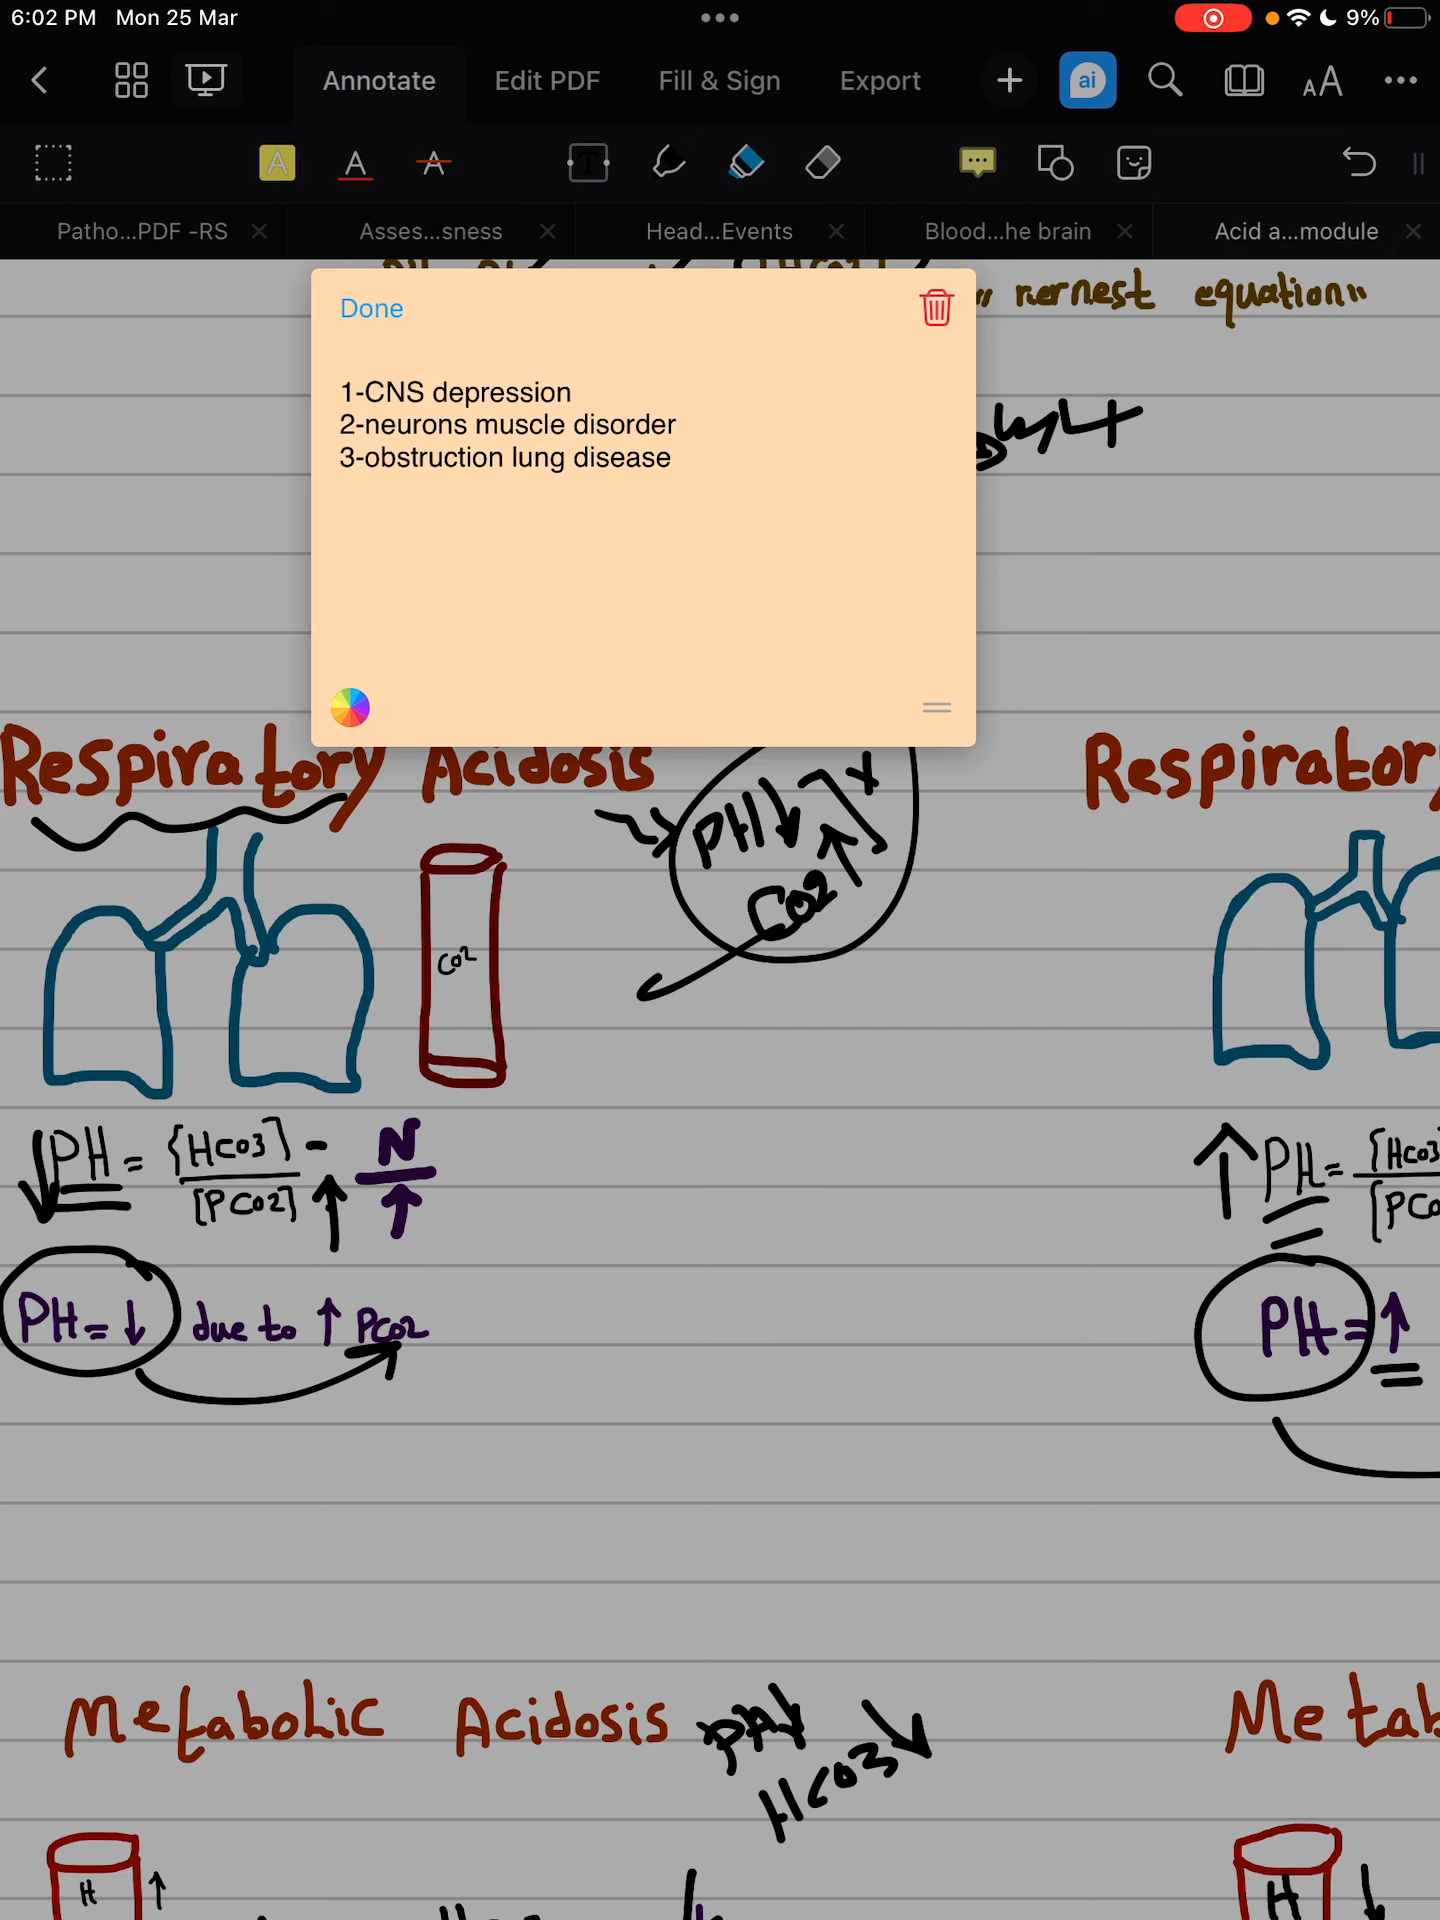 6:02 PM Mon 25 Mar
9%
Annotate Edit PDF Fill & Sign Export
ai
AA
A A A T
Patho...PDF -RS Asses...sness Head...Events Blood...he brain Acid a...module
" nernest equation"
Done
1-CNS depression
2-neurons muscle disorder
3-obstruction lung disease
Respiratory Acidosis
Respirator
PH↓
CO2↑
CO2
↓PH = {HCO3] -
[PCO2] ↑
N
↑
↑ PH = [HCO3
[PCO
PH=↓ due to ↑ PCO2
PH=↑
Metabolic Acidosis PH↓
HCO3↓
Metab
H ↑
H ↓